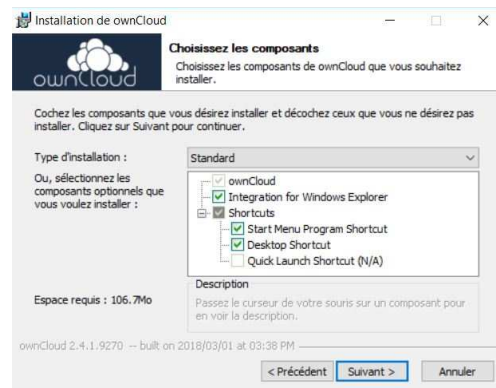 Installation de ownCloud
ownCloud
Choisissez les composants
Choisissez les composants de ownCloud que vous souhaitez
installer.
Cochez les composants que vous désirez installer et décochez ceux que vous ne désirez pas
installer. Cliquez sur Suivant pour continuer.
Type d'installation :
Standard
Ou, sélectionnez les
composants optionnels que
vous voulez installer :
ownCloud
Integration for Windows Explorer
Shortcuts
Start Menu Program Shortcut
Desktop Shortcut
Quick Launch Shortcut (N/A)
Espace requis : 106.7Mo
Description
Passez le curseur de votre souris sur un composant pour
en voir la description.
ownCloud 2.4.1.9270 -- built on 2018/03/01 at 03:38 PM
< Précédent
Suivant >
Annuler